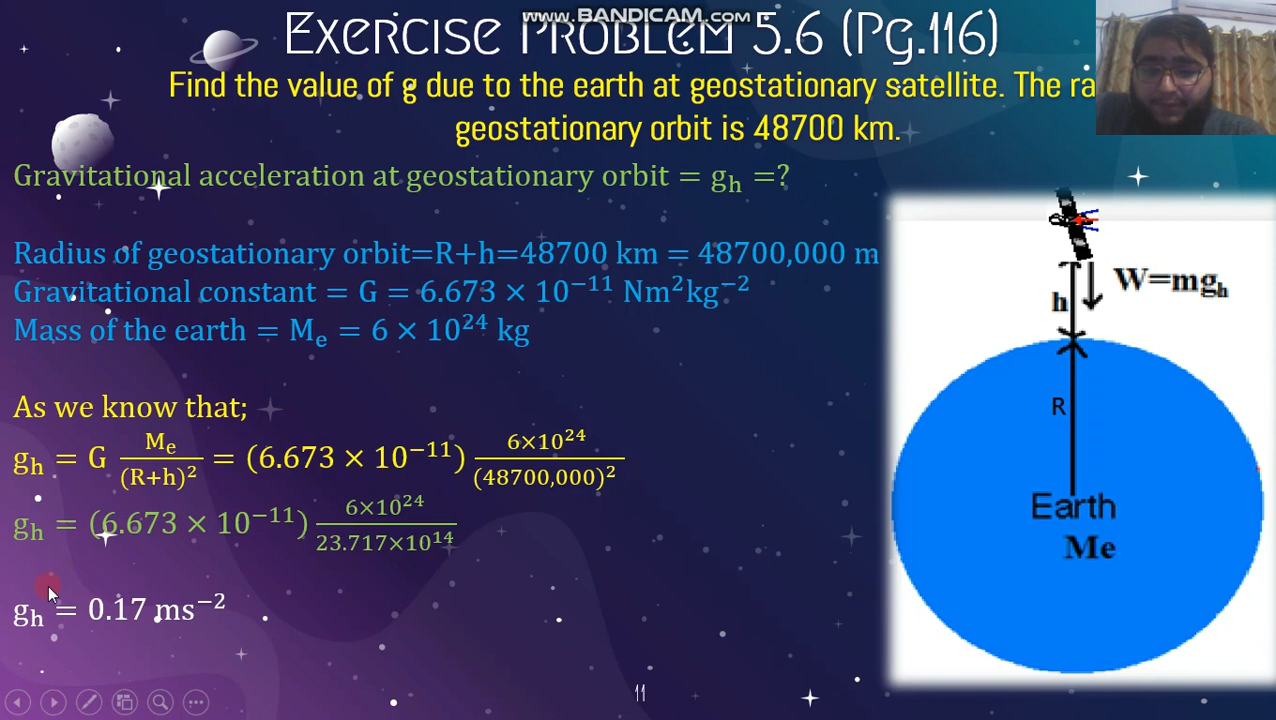 www.BANDICAM.com
Exercise Problem 5.6 (Pg.116)
Find the value of g due to the earth at geostationary satellite. The
geostationary orbit is 48700 km.
Gravitational acceleration at geostationary orbit = gₕ =?
Radius of geostationary orbit=R+h=48700 km = 48700,000 m
Gravitational constant = G = 6.673 × 10⁻¹¹ Nm²kg⁻²
Mass of the earth = Mₑ = 6 × 10²⁴ kg
As we know that;
gₕ = G Mₑ/(R+h)² = (6.673 × 10⁻¹¹) 6×10²⁴/(48700,000)²
gₕ = (6.673 × 10⁻¹¹) 6×10²⁴/23.717×10¹⁴
gₕ = 0.17 ms⁻²
h
W=mgₕ
R
Earth
Me
11